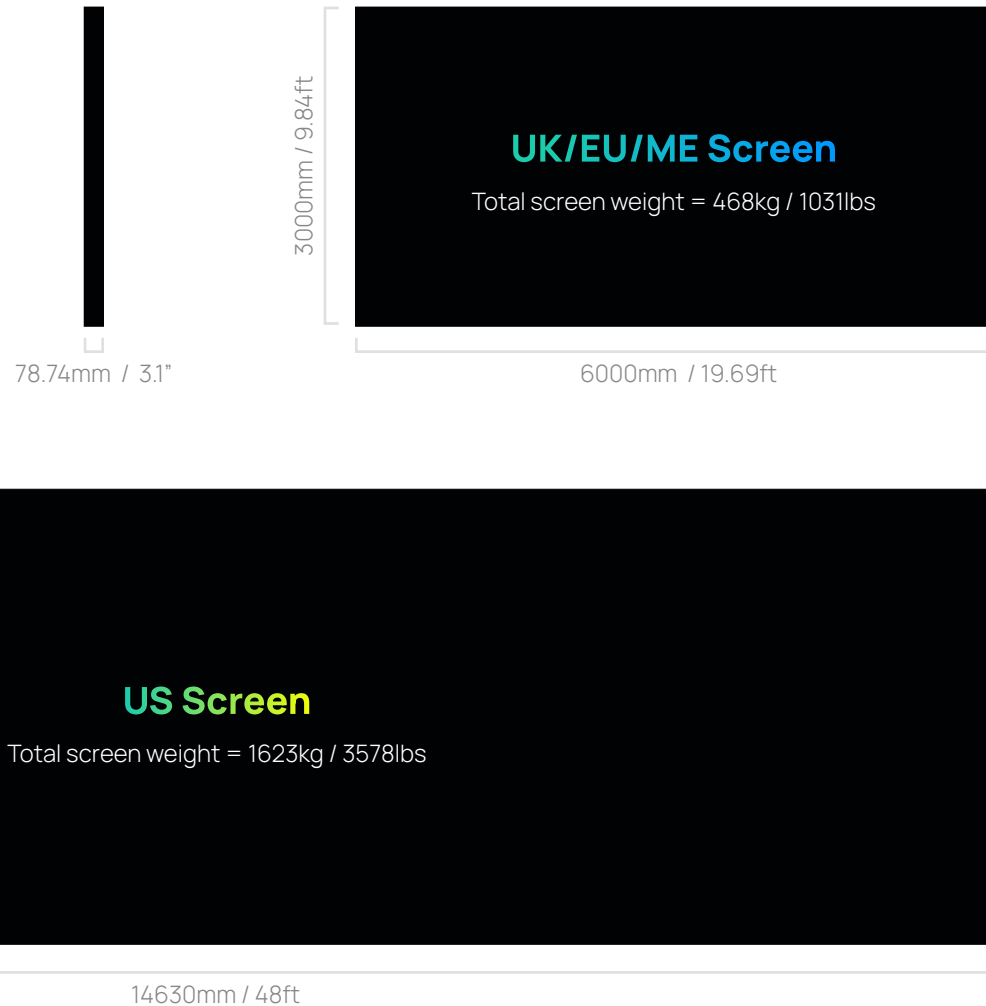 3000mm / 9.84ft
UK/EU/ME Screen
Total screen weight = 468kg / 1031lbs
78.74mm / 3.1”
6000mm / 19.69ft
US Screen
Total screen weight = 1623kg / 3578lbs
14630mm / 48ft